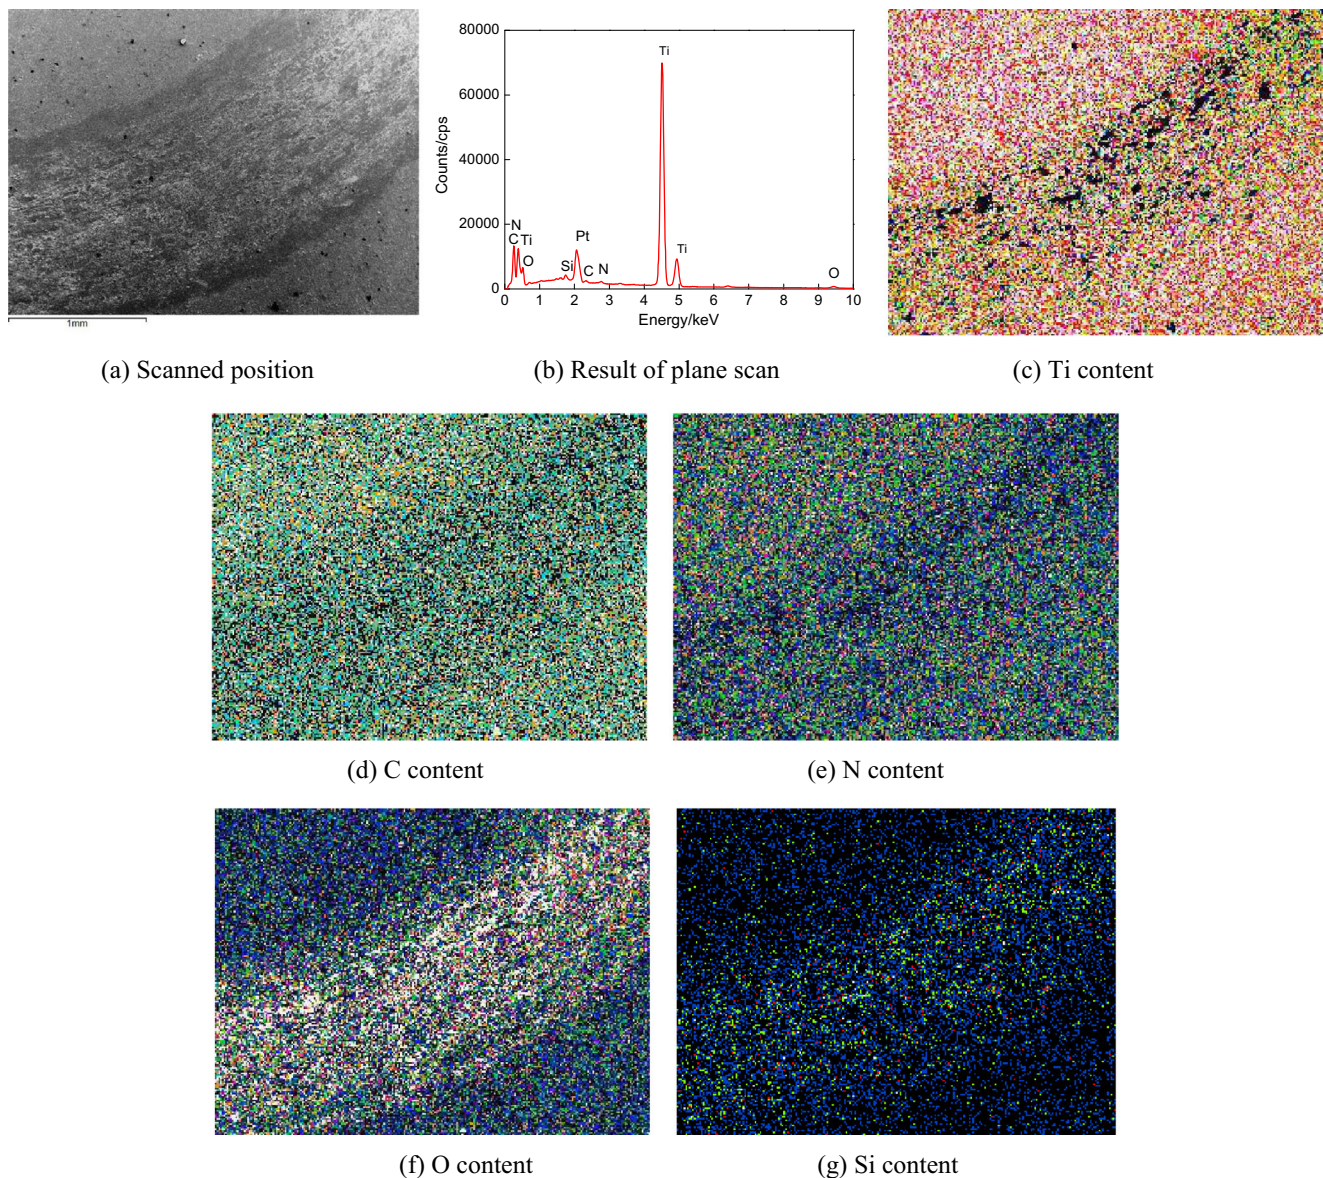 80000
60000
40000
20000
0
Counts/cps
N
C
Ti
O
Si
Pt
C
N
Ti
Ti
O
0 1 2 3 4 5 6 7 8 9 10
Energy/keV
1mm
(a) Scanned position
(b) Result of plane scan
(c) Ti content
(d) C content
(e) N content
(f) O content
(g) Si content